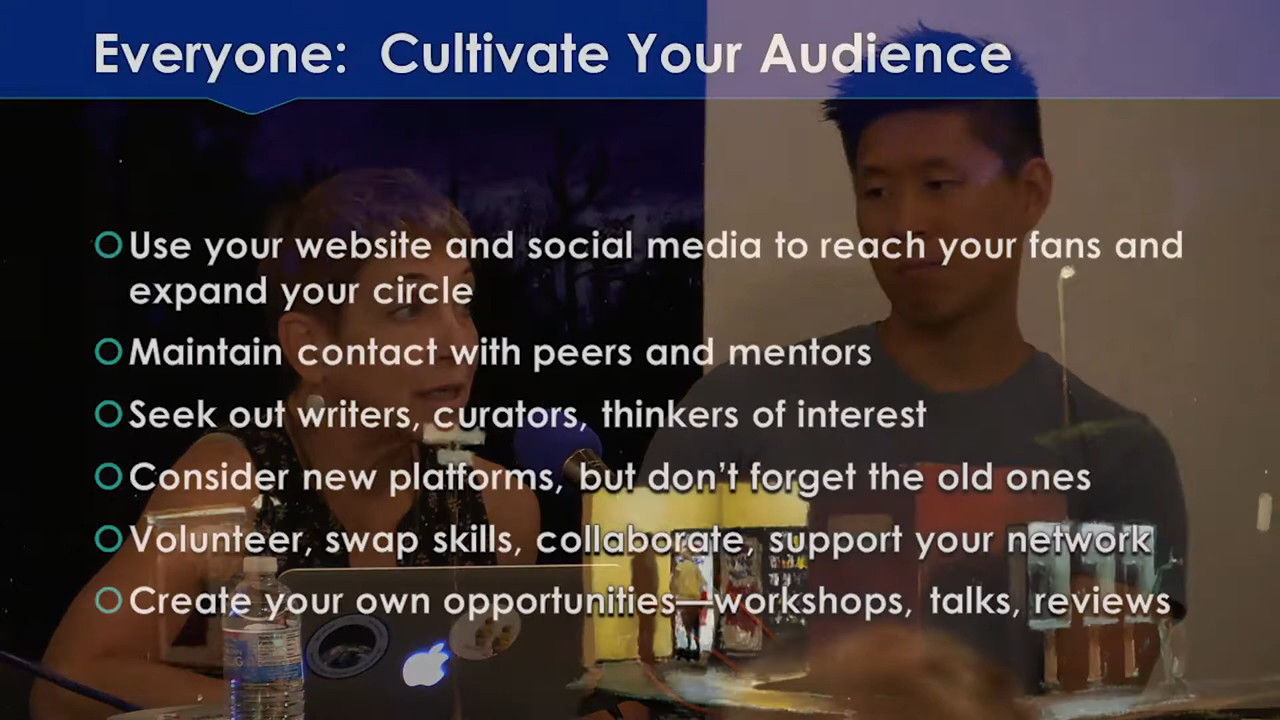 Everyone: Cultivate Your Audience
Use your website and social media to reach your fans and
expand your circle
Maintain contact with peers and mentors
Seek out writers, curators, thinkers of interest
Consider new platforms, but don't forget the old ones
Volunteer, swap skills, collaborate, support your network
Create your own opportunities—workshops, talks, reviews